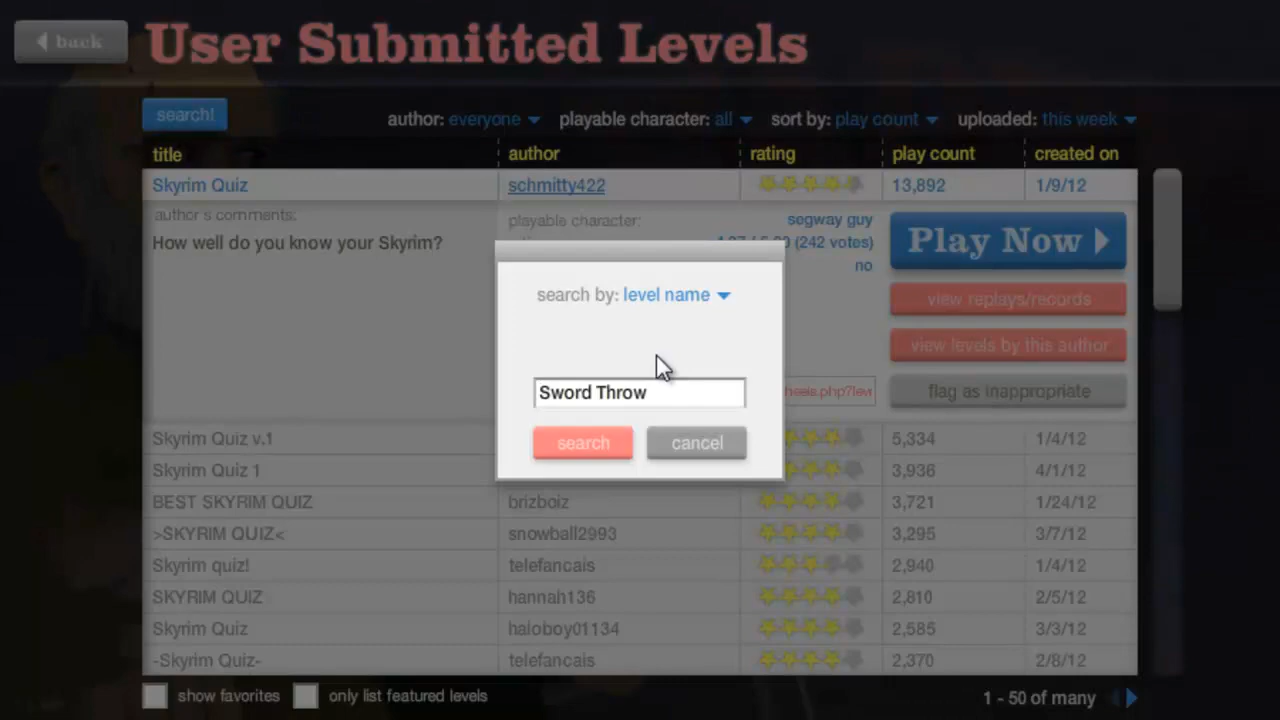 back
User Submitted Levels
search!
author: everyone
playable character: all
sort by: play count
uploaded: this week
title
author
rating
play count
created on
Skyrim Quiz
schmitty422
13,892
1/9/12
author's comments:
How well do you know your Skyrim?
playable character:
segway guy
(242 votes)
no
Play Now
view replays/records
view levels by this author
flag as inappropriate
search by: level name
Sword Throw
search
cancel
Skyrim Quiz v.1
5,334
1/4/12
Skyrim Quiz 1
3,936
4/1/12
BEST SKYRIM QUIZ
brizboiz
3,721
1/24/12
>SKYRIM QUIZ<
snowball2993
3,295
3/7/12
Skyrim quiz!
telefancais
2,940
1/4/12
SKYRIM QUIZ
hannah136
2,810
2/5/12
Skyrim Quiz
haloboy01134
2,585
3/3/12
-Skyrim Quiz-
telefancais
2,370
2/8/12
show favorites
only list featured levels
1 - 50 of many